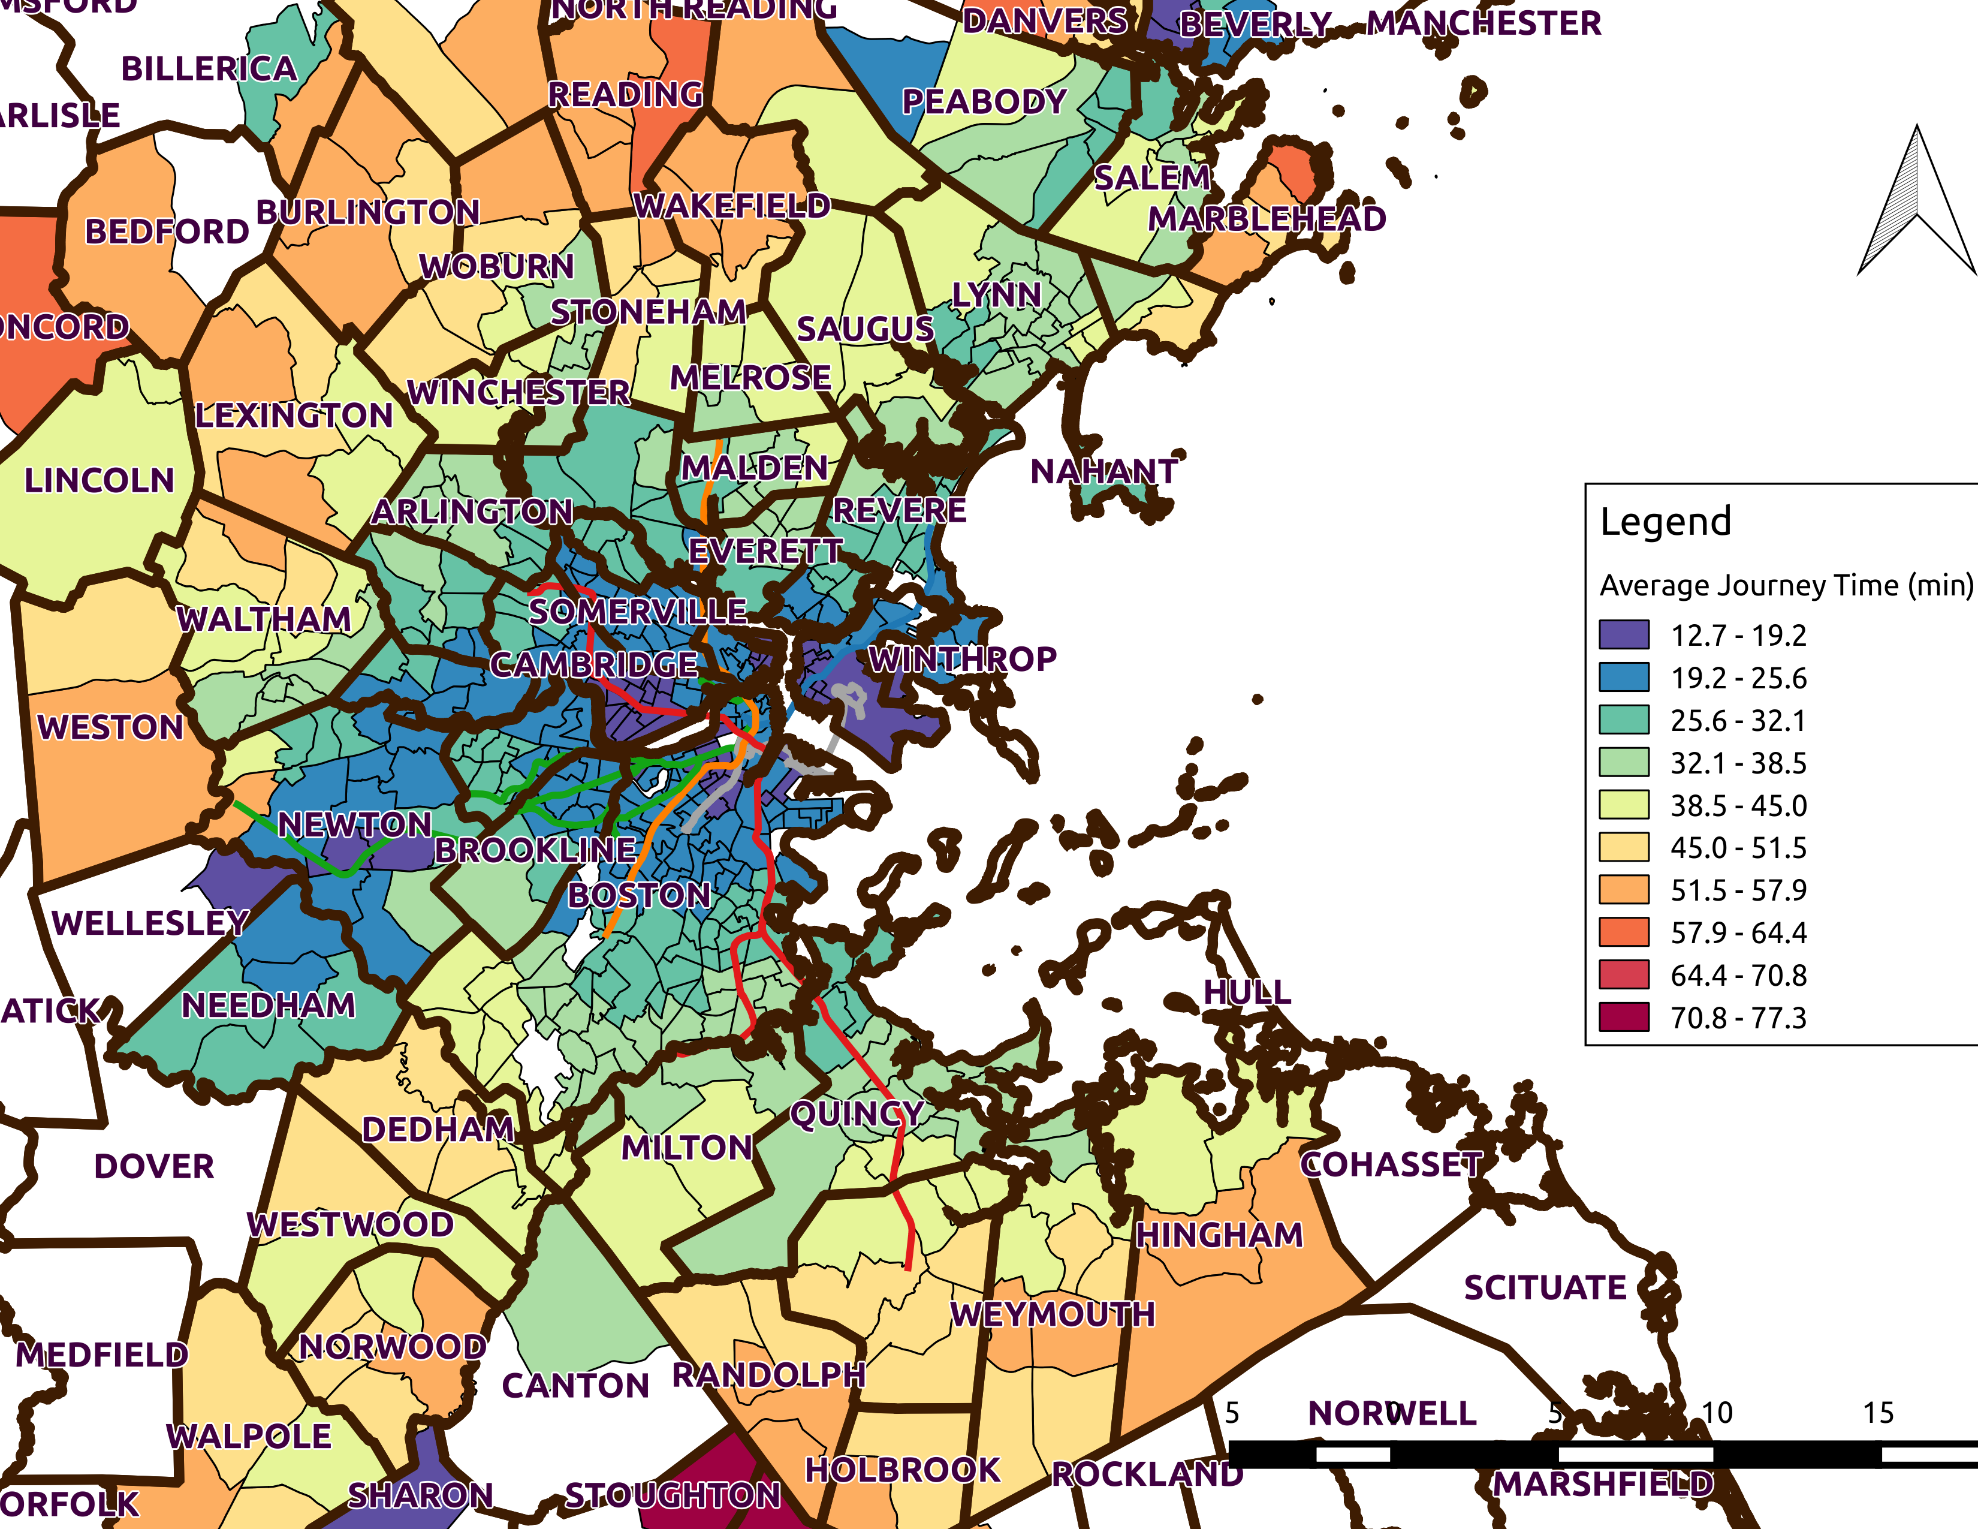 MSFORD
NORTH READING
DANVERS
BEVERLY
MANCHESTER
BILLERICA
READING
PEABODY
ARLISLE
SALEM
MARBLEHEAD
BEDFORD
BURLINGTON
WAKEFIELD
WOBURN
LYNN
STONEHAM
SAUGUS
ONCORD
MELROSE
WINCHESTER
LEXINGTON
LINCOLN
MALDEN
NAHANT
ARLINGTON
REVERE
EVERETT
WALTHAM
SOMERVILLE
CAMBRIDGE
WINTHROP
WESTON
NEWTON
BROOKLINE
BOSTON
WELLESLEY
ATICK
NEEDHAM
HULL
DEDHAM
QUINCY
MILTON
DOVER
COHASSET
WESTWOOD
HINGHAM
SCITUATE
WEYMOUTH
NORWOOD
MEDFIELD
RANDOLPH
CANTON
NORWELL
WALPOLE
HOLBROOK
ROCKLAND
MARSHFIELD
SHARON
STOUGHTON
ORFOLK
Legend
Average Journey Time (min)
12.7 - 19.2
19.2 - 25.6
25.6 - 32.1
32.1 - 38.5
38.5 - 45.0
45.0 - 51.5
51.5 - 57.9
57.9 - 64.4
64.4 - 70.8
70.8 - 77.3
5 0 5 10 15